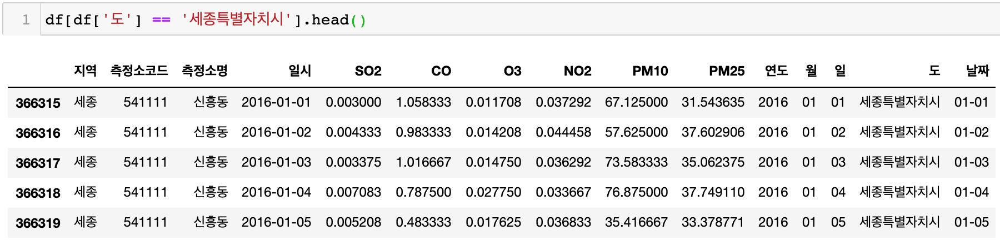 1 df[df['도'] == '세종특별자치시'].head()
지역 측정소코드 측정소명 일시 SO2 CO O3 NO2 PM10 PM25 연도 월 일 도 날짜
366315 세종 541111 신흥동 2016-01-01 0.003000 1.058333 0.011708 0.037292 67.125000 31.543635 2016 01 01 세종특별자치시 01-01
366316 세종 541111 신흥동 2016-01-02 0.004333 0.983333 0.014208 0.044458 57.625000 37.602906 2016 01 02 세종특별자치시 01-02
366317 세종 541111 신흥동 2016-01-03 0.003375 1.016667 0.014750 0.036292 73.583333 35.062375 2016 01 03 세종특별자치시 01-03
366318 세종 541111 신흥동 2016-01-04 0.007083 0.787500 0.027750 0.033667 76.875000 37.749110 2016 01 04 세종특별자치시 01-04
366319 세종 541111 신흥동 2016-01-05 0.005208 0.483333 0.017625 0.036833 35.416667 33.378771 2016 01 05 세종특별자치시 01-05